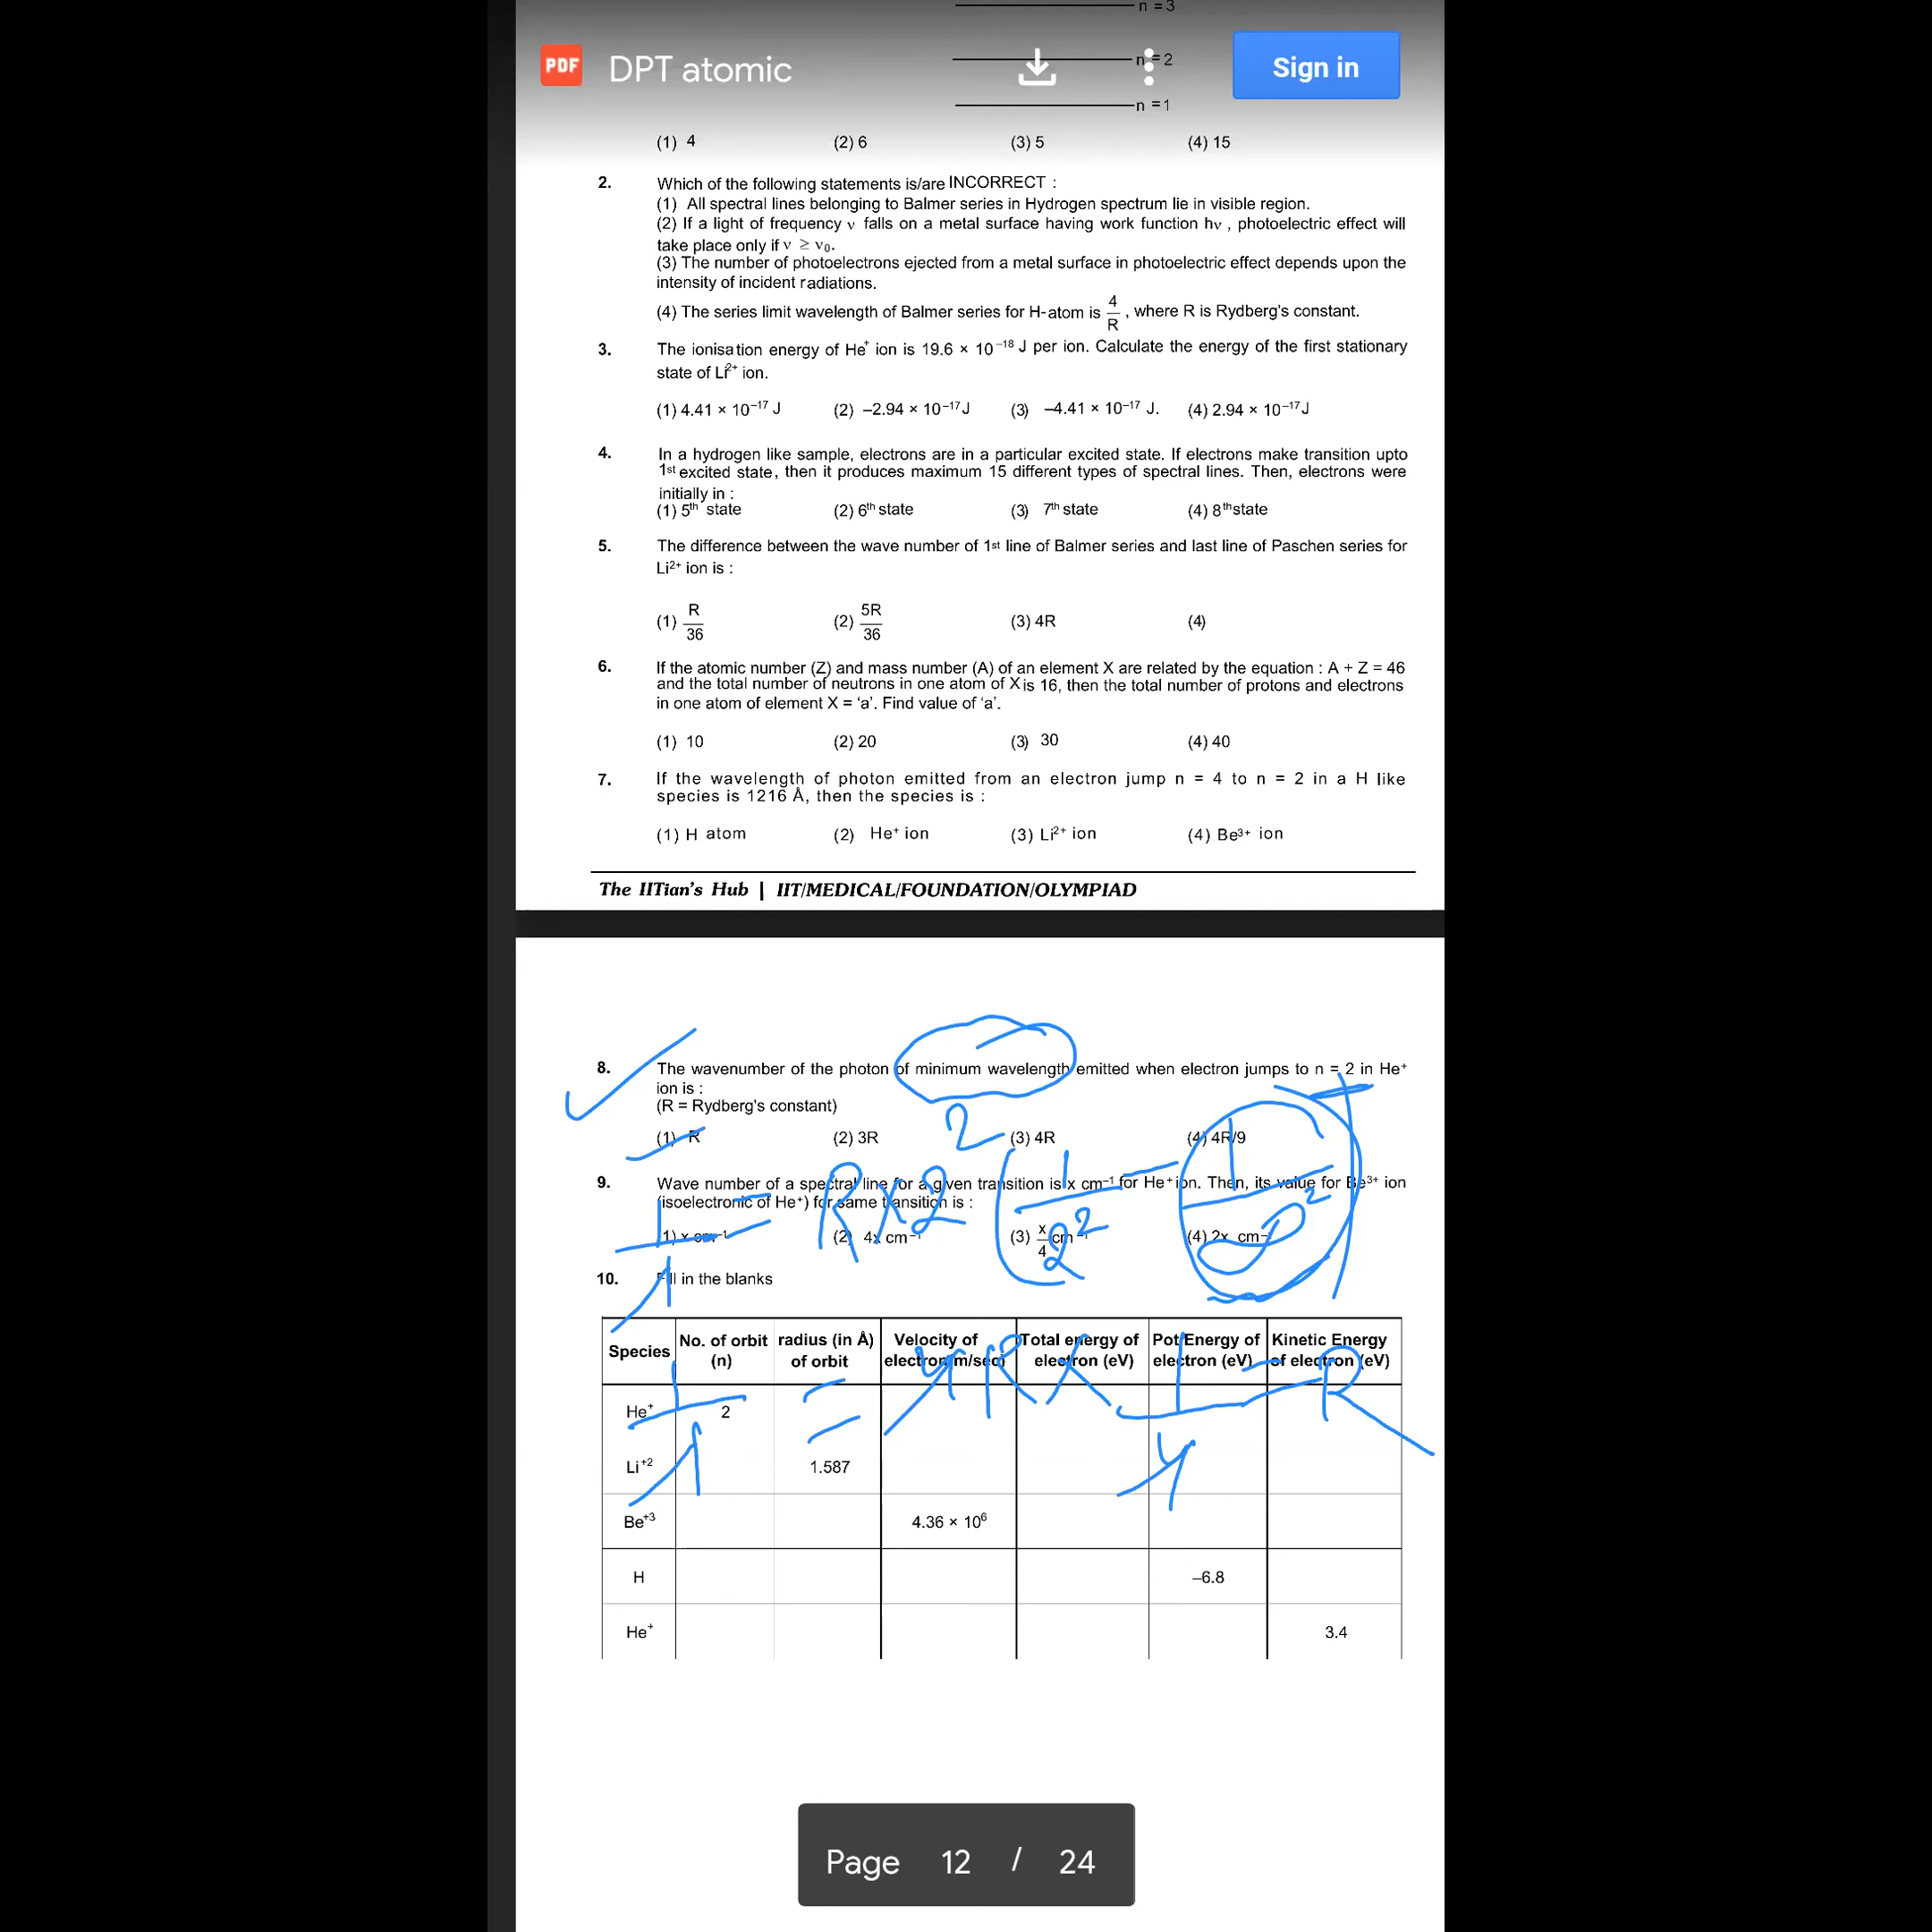 n = 3
PDF DPT atomic n = 2 Sign in
n = 1
(1) 4 (2) 6 (3) 5 (4) 15
2. Which of the following statements is/are INCORRECT :
(1) All spectral lines belonging to Balmer series in Hydrogen spectrum lie in visible region.
(2) If a light of frequency ν falls on a metal surface having work function hν , photoelectric effect will
take place only if ν ≥ ν₀.
(3) The number of photoelectrons ejected from a metal surface in photoelectric effect depends upon the
intensity of incident radiations.
(4) The series limit wavelength of Balmer series for H-atom is 4/R , where R is Rydberg's constant.
3. The ionisation energy of He⁺ ion is 19.6 × 10⁻¹⁸ J per ion. Calculate the energy of the first stationary
state of Li²⁺ ion.
(1) 4.41 × 10⁻¹⁷ J (2) –2.94 × 10⁻¹⁷ J (3) –4.41 × 10⁻¹⁷ J. (4) 2.94 × 10⁻¹⁷ J
4. In a hydrogen like sample, electrons are in a particular excited state. If electrons make transition upto
1st excited state, then it produces maximum 15 different types of spectral lines. Then, electrons were
initially in :
(1) 5th state (2) 6th state (3) 7th state (4) 8th state
5. The difference between the wave number of 1st line of Balmer series and last line of Paschen series for
Li²⁺ ion is :
(1) R/36 (2) 5R/36 (3) 4R (4)
6. If the atomic number (Z) and mass number (A) of an element X are related by the equation : A + Z = 46
and the total number of neutrons in one atom of X is 16, then the total number of protons and electrons
in one atom of element X = ‘a’. Find value of ‘a’.
(1) 10 (2) 20 (3) 30 (4) 40
7. If the wavelength of photon emitted from an electron jump n = 4 to n = 2 in a H like
species is 1216 Å, then the species is :
(1) H atom (2) He⁺ ion (3) Li²⁺ ion (4) Be³⁺ ion
The IITian's Hub | IIT/MEDICAL/FOUNDATION/OLYMPIAD
8. The wavenumber of the photon of minimum wavelength emitted when electron jumps to n = 2 in He⁺
ion is :
(R = Rydberg's constant)
(1) R (2) 3R (3) 4R (4) 4R/9
9. Wave number of a spectral line for a given transition is x cm⁻¹ for He⁺ ion. Then, its value for Be³⁺ ion
(isoelectronic of He⁺) for same transition is :
(1) x cm⁻¹ (2) 4x cm⁻¹ (3) x/4 cm⁻¹ (4) 2x cm⁻¹
1/λ = R x 2² (1/2² - 1/∞²)
10. Fill in the blanks
Species No. of orbit (n) radius (in Å) of orbit Velocity of electron (m/sec) Total energy of electron (eV) Pot. Energy of electron (eV) Kinetic Energy of electron (eV)
1/λ = 4R x 1/4 = R
He⁺ 2
Li⁺² 1.587
Be⁺³ 4.36 × 10⁶
H –6.8
He⁺ 3.4
Page 12 / 24